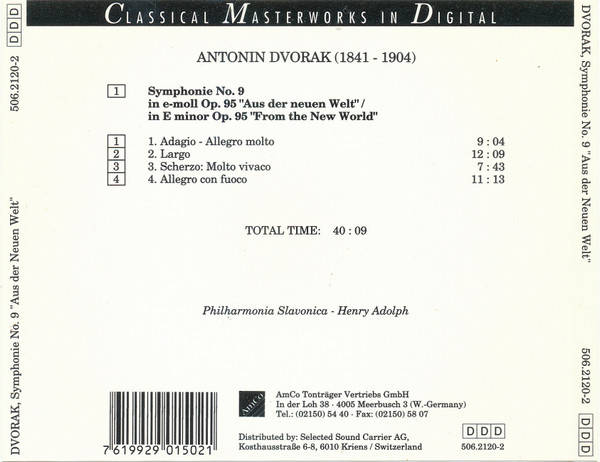 CLASSICAL MASTERWORKS IN DIGITAL
ANTONIN DVORAK (1841 - 1904)
1 Symphonie No. 9
in e-moll Op. 95 "Aus der neuen Welt"/
in E minor Op. 95 "From the New World"
1 1. Adagio - Allegro molto 9 : 04
2 2. Largo 12 : 09
3 3. Scherzo: Molto vivaco 7 : 43
4 4. Allegro con fuoco 11 : 13
TOTAL TIME: 40 : 09
Philharmonia Slavonica - Henry Adolph
AmCo
AmCo Tonträger Vertriebs GmbH
In der Loh 38 · 4005 Meerbusch 3 (W.-Germany)
Tel.: (02150) 54 40 · Fax: (02150) 58 07
Distributed by: Selected Sound Carrier AG,
Kosthausstraße 6-8, 6010 Kriens / Switzerland
7 619929 015021
DDD
506.2120-2
DVORAK, Symphonie No. 9 "Aus der Neuen Welt" 506.2120-2 DDD
DVORAK, Symphonie No. 9 "Aus der Neuen Welt" 506.2120-2 DDD